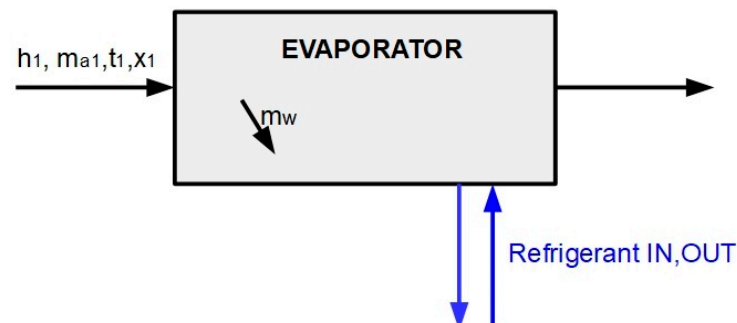 EVAPORATOR
h1, ma1,t1,x1
mw
Refrigerant IN,OUT